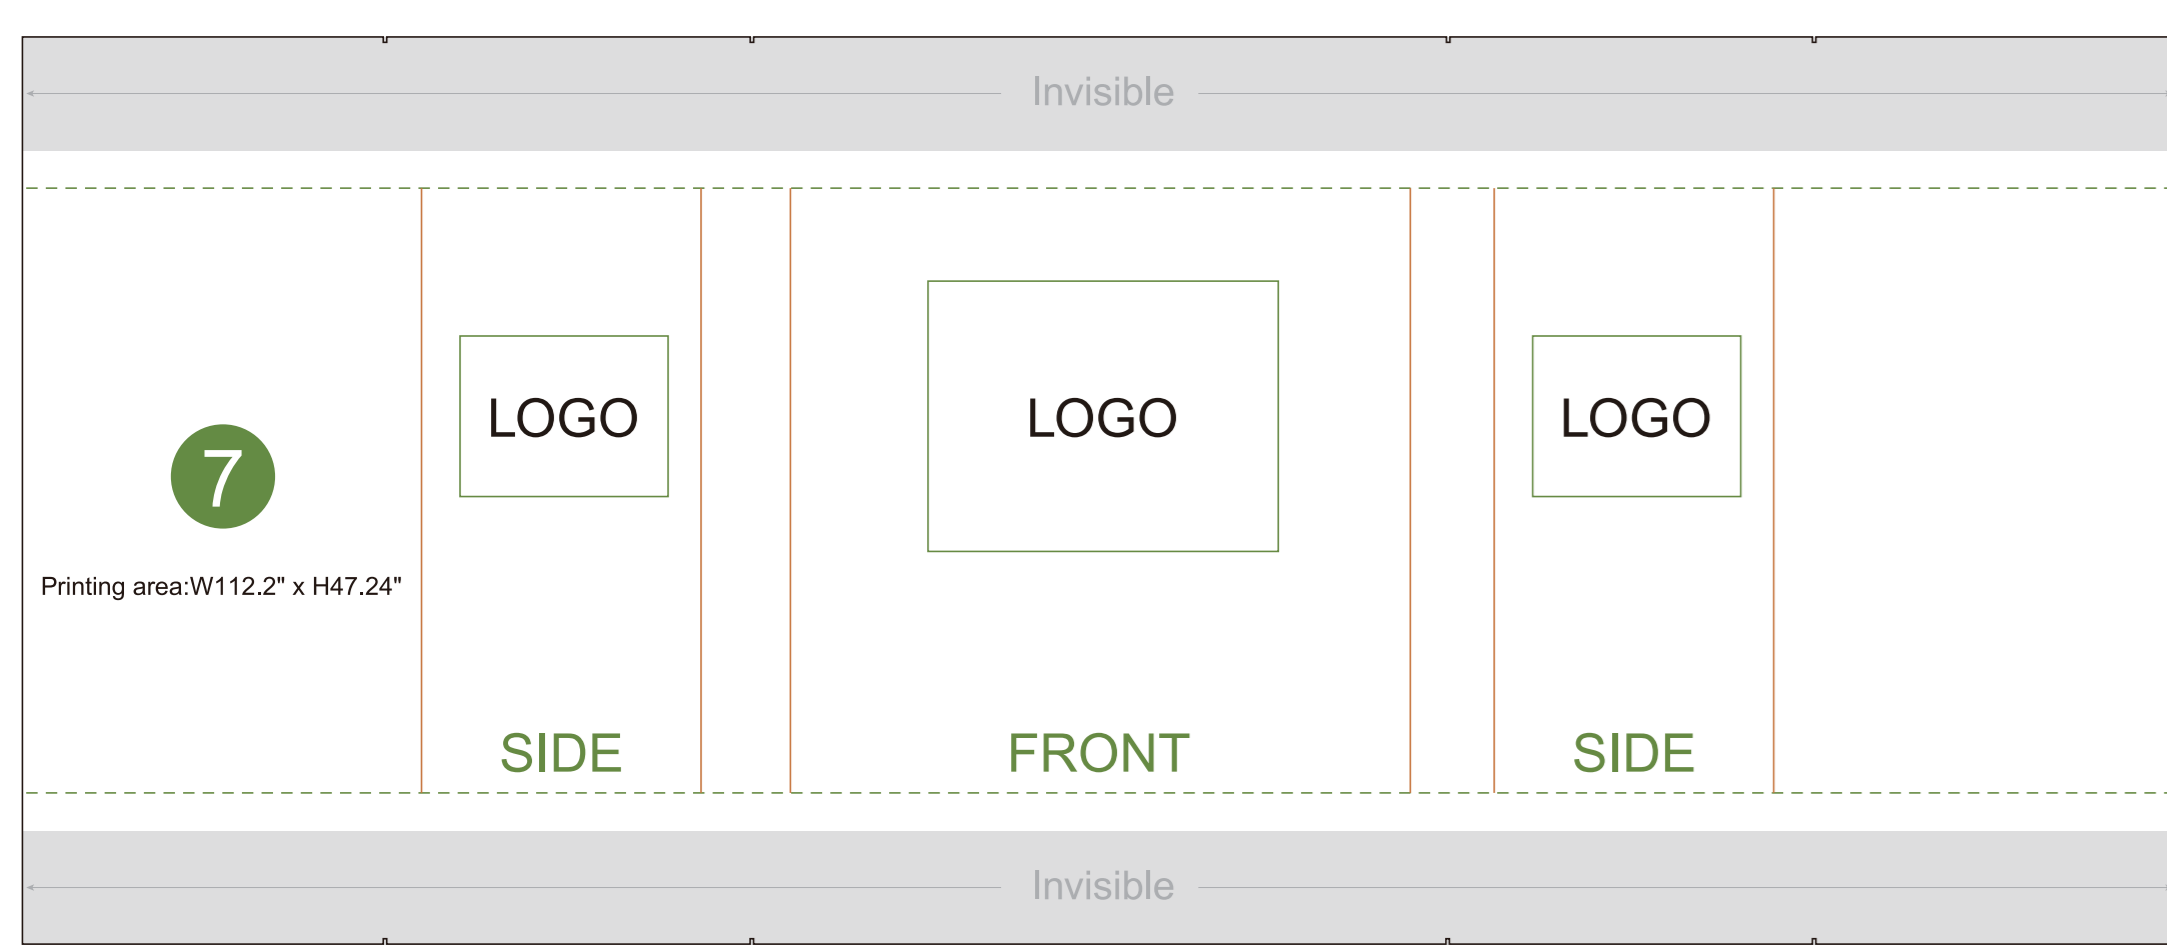 Invisible
LOGO
LOGO
LOGO
7
Printing area:W112.2" x H47.24"
SIDE
FRONT
SIDE
Invisible